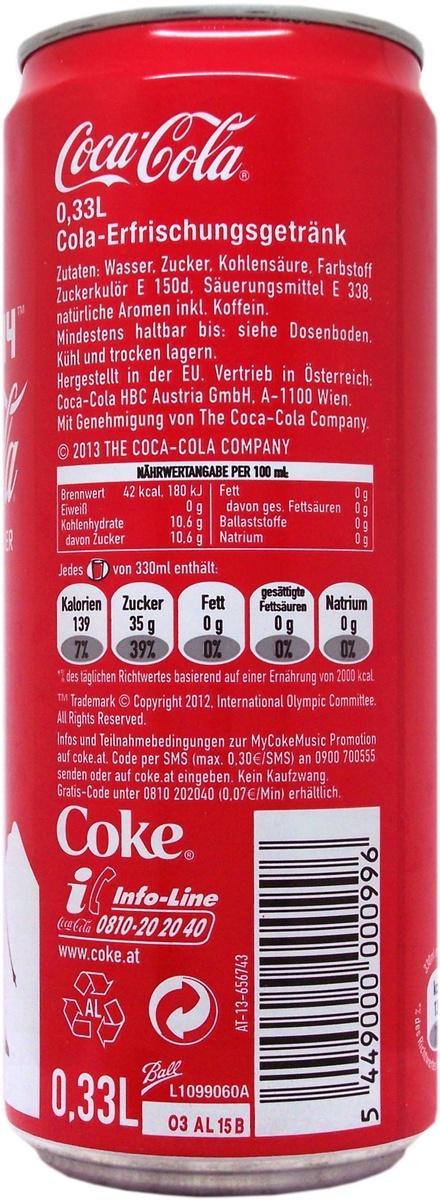 Coca-Cola®
0,33L
Cola-Erfrischungsgetränk
Zutaten: Wasser, Zucker, Kohlensäure, Farbstoff
Zuckerkulör E 150d, Säuerungsmittel E 338,
natürliche Aromen inkl. Koffein.
Mindestens haltbar bis: siehe Dosenboden.
Kühl und trocken lagern.
Hergestellt in der EU. Vertrieb in Österreich:
Coca-Cola HBC Austria GmbH, A-1100 Wien.
Mit Genehmigung von The Coca-Cola Company.
© 2013 THE COCA-COLA COMPANY
NÄHRWERTANGABE PER 100 ml
Brennwert 42 kcal, 180 kJ Fett 0 g
Eiweiß 0 g davon ges. Fettsäuren 0 g
Kohlenhydrate 10.6 g Ballaststoffe 0 g
davon Zucker 10.6 g Natrium 0 g
Jedes von 330ml enthält:
Kalorien 139 7%
Zucker 35 g 39%
Fett 0 g 0%
gesättigte Fettsäuren 0 g 0%
Natrium 0 g 0%
*% des täglichen Richtwertes basierend auf einer Ernährung von 2000 kcal.
™ Trademark © Copyright 2012, International Olympic Committee.
All Rights Reserved.
Infos und Teilnahmebedingungen zur MyCokeMusic Promotion
auf coke.at. Code per SMS (max. 0,30€/SMS) an 0900 700555
senden oder auf coke.at eingeben. Kein Kaufzwang.
Gratis-Code unter 0810 202040 (0,07€/Min) erhältlich.
Coke®
i Info-Line
Coca-Cola 0810-20 20 40
www.coke.at
AL
AT-13-656743
Ball
L1099060A
0,33L
03 AL 15 B
5 449000 000996